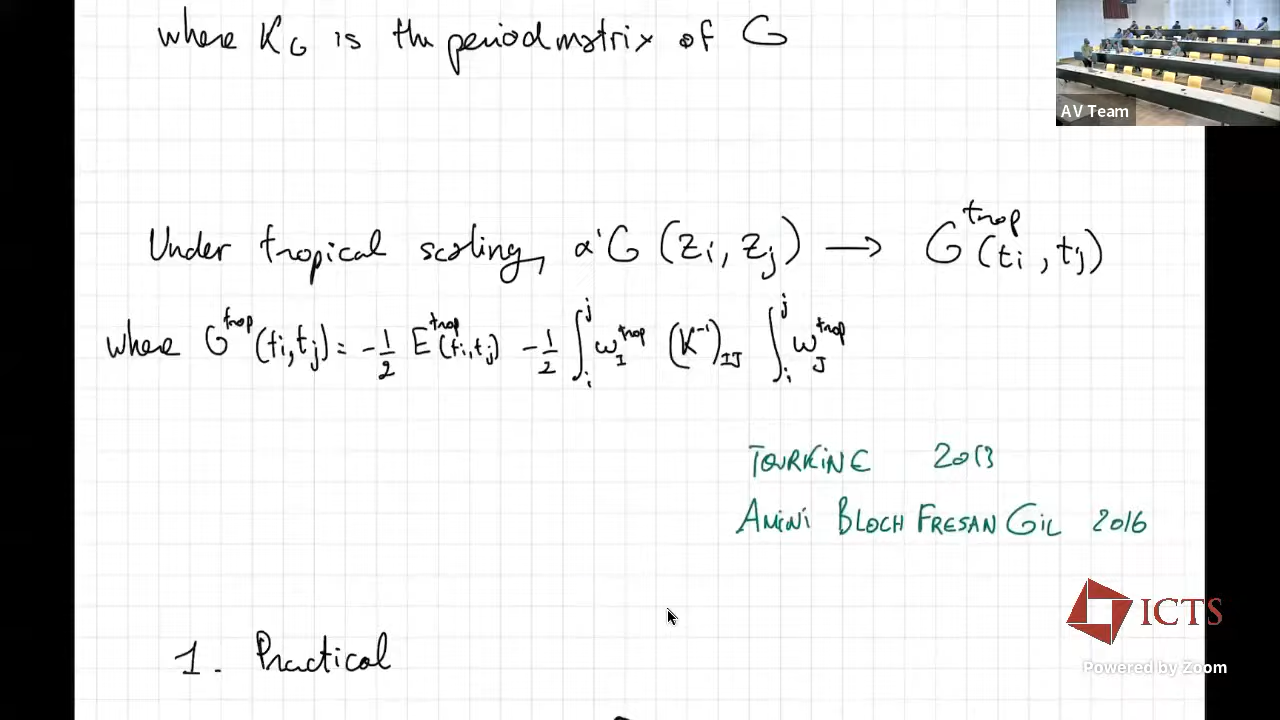 where K_G is the period matrix of G
AV Team
Under tropical scaling, α' G (z_i, z_j) → G^trop (t_i, t_j)
where G^trop (t_i, t_j) = -1/2 E^trop (t_i, t_j) - 1/2 ∫_i^j ω_I^trop (K^-1)_IJ ∫_i^j ω_J^trop
TOURKINE 2013
AMINI BLOCH FRESAN GIL 2016
ICTS
Powered by Zoom
1. Practical